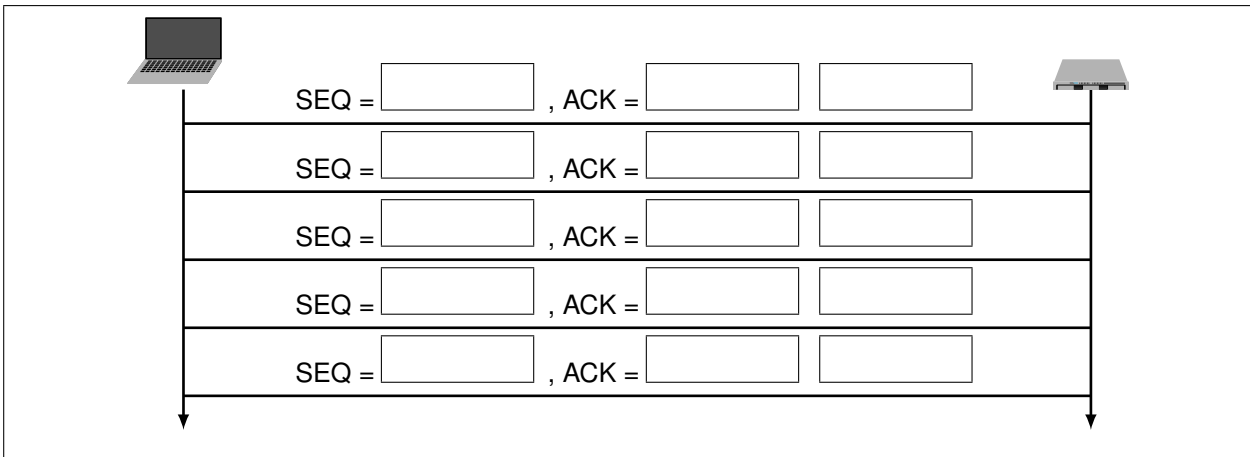 SEQ = , ACK =
SEQ = , ACK =
SEQ = , ACK =
SEQ = , ACK =
SEQ = , ACK =